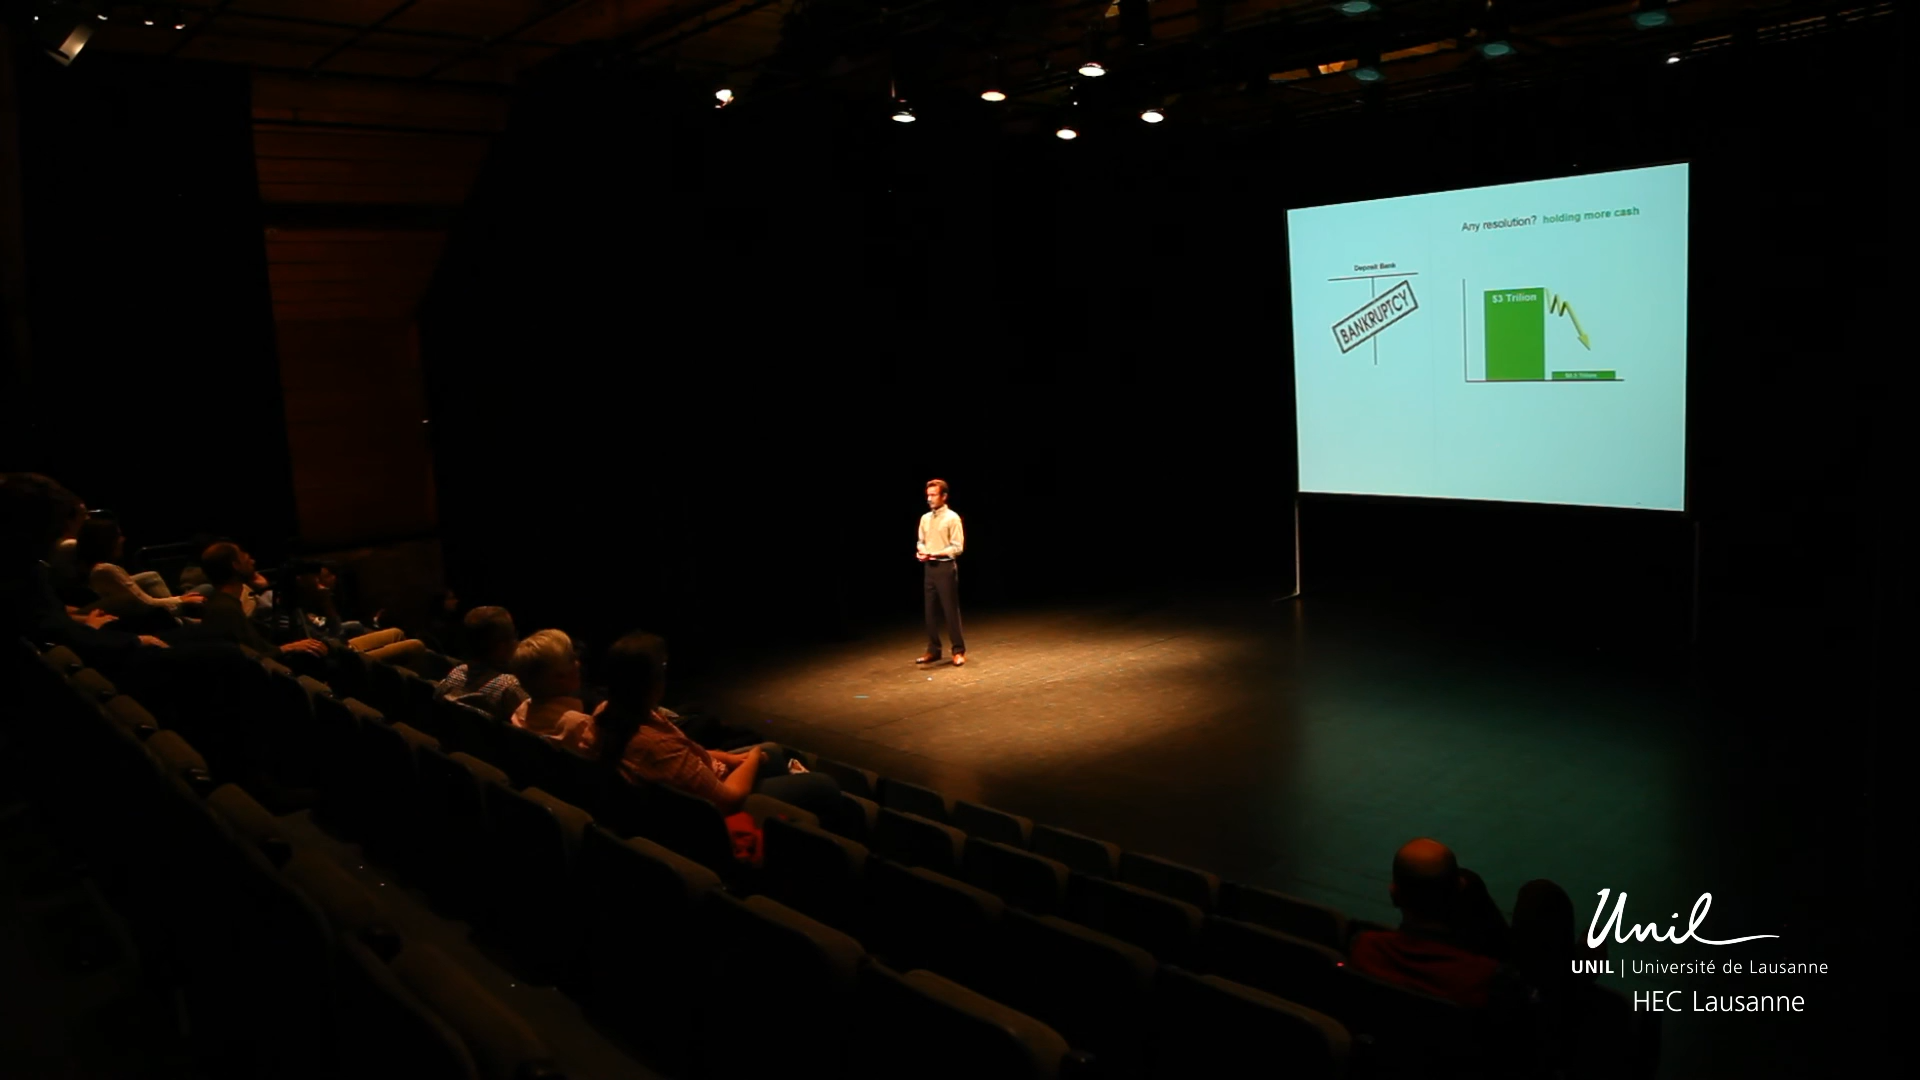 Any resolution? holding more cash
Deposit Bank
BANKRUPTCY
$3 Trilion
Unil
UNIL | Université de Lausanne
HEC Lausanne